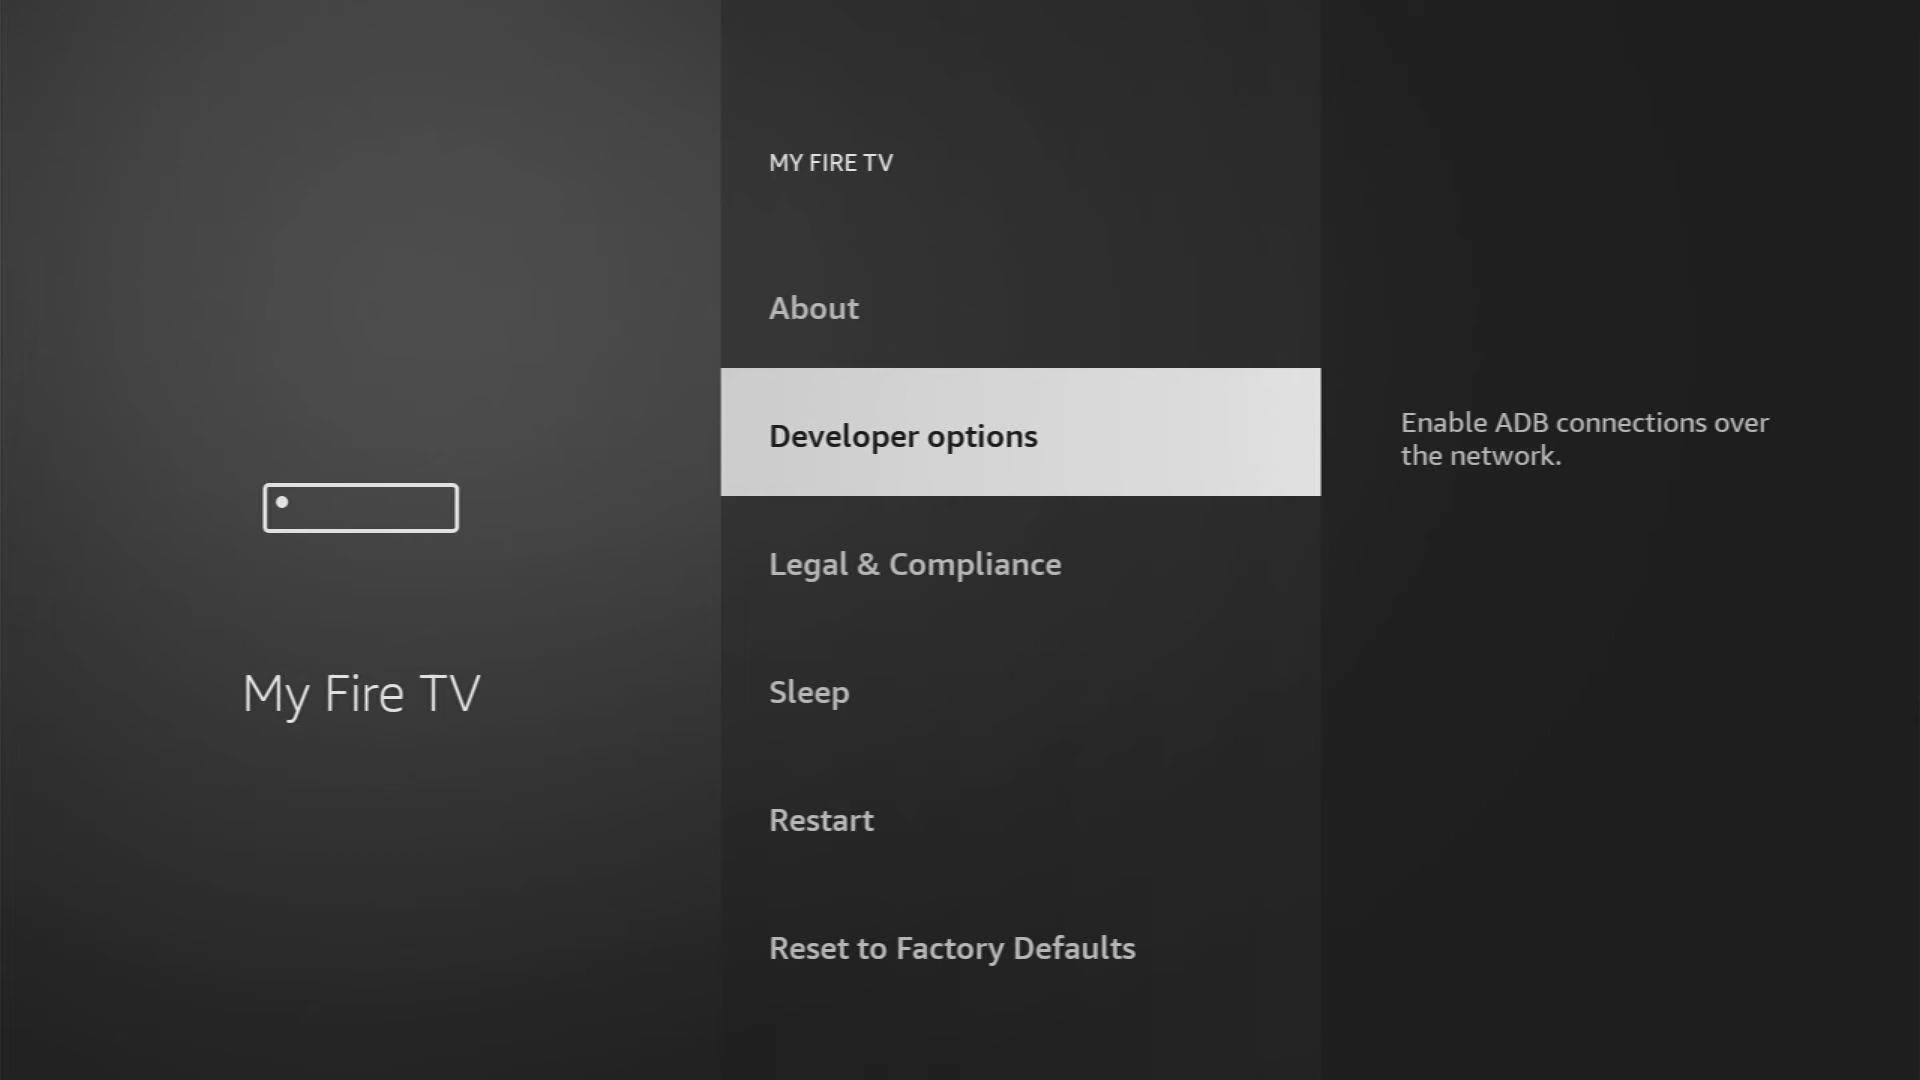 My Fire TV
MY FIRE TV
About
Developer options
Legal & Compliance
Sleep
Restart
Reset to Factory Defaults
Enable ADB connections over
the network.